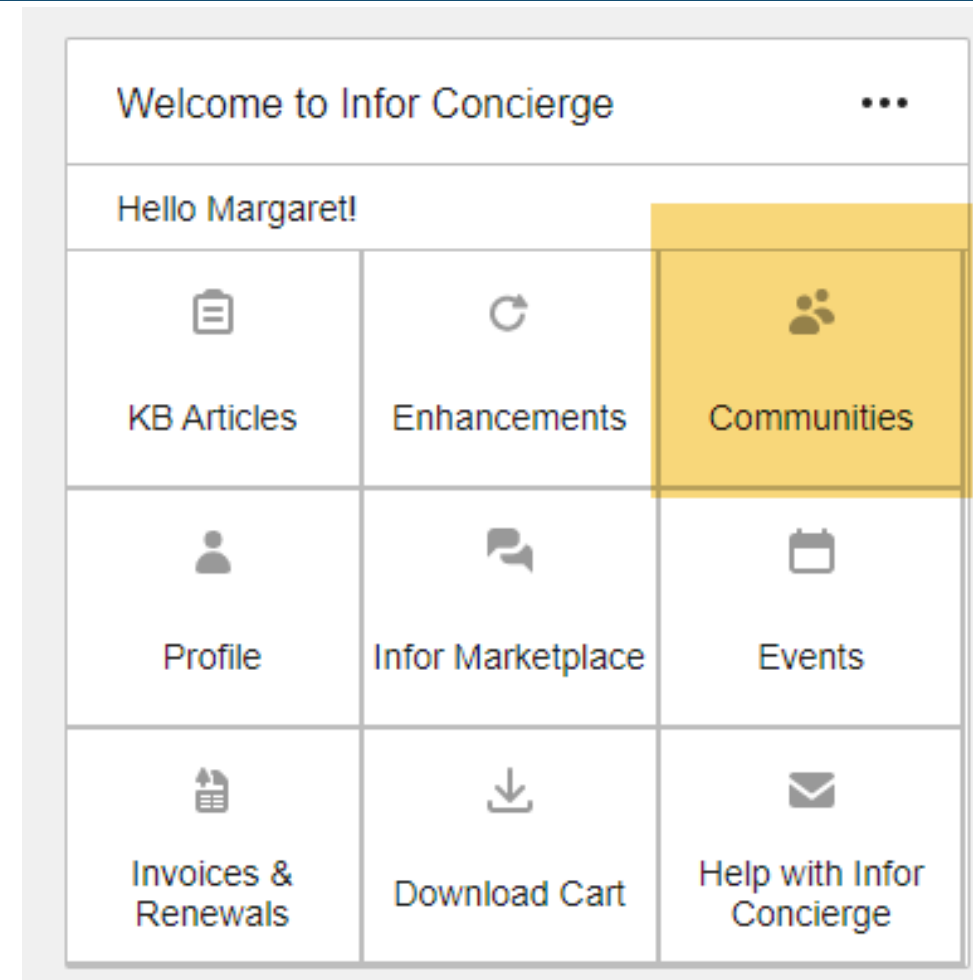 Welcome to Infor Concierge
Hello Margaret!
KB Articles
Enhancements
Communities
Profile
Infor Marketplace
Events
Invoices &
Renewals
Download Cart
Help with Infor
Concierge